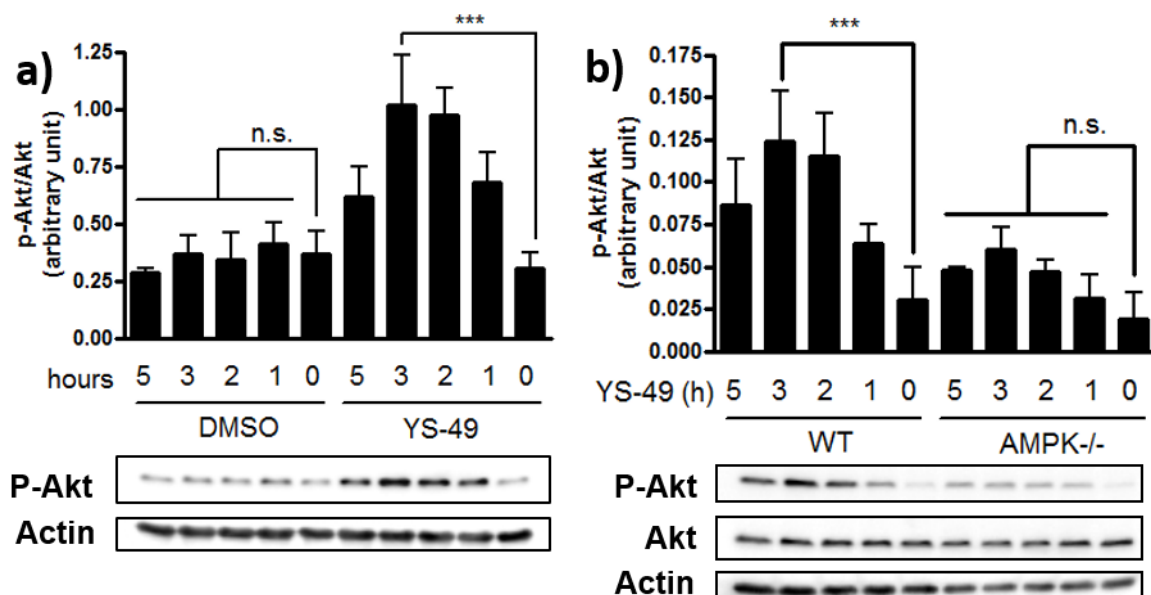 a)
p-Akt/Akt
(arbitrary unit)
1.25
1.00
0.75
0.50
0.25
0.00
***
n.s.
hours 5 3 2 1 0 5 3 2 1 0
DMSO YS-49
P-Akt
Actin
b)
p-Akt/Akt
(arbitrary unit)
0.175
0.150
0.125
0.100
0.075
0.050
0.025
0.000
***
n.s.
YS-49 (h) 5 3 2 1 0 5 3 2 1 0
WT AMPK-/-
P-Akt
Akt
Actin